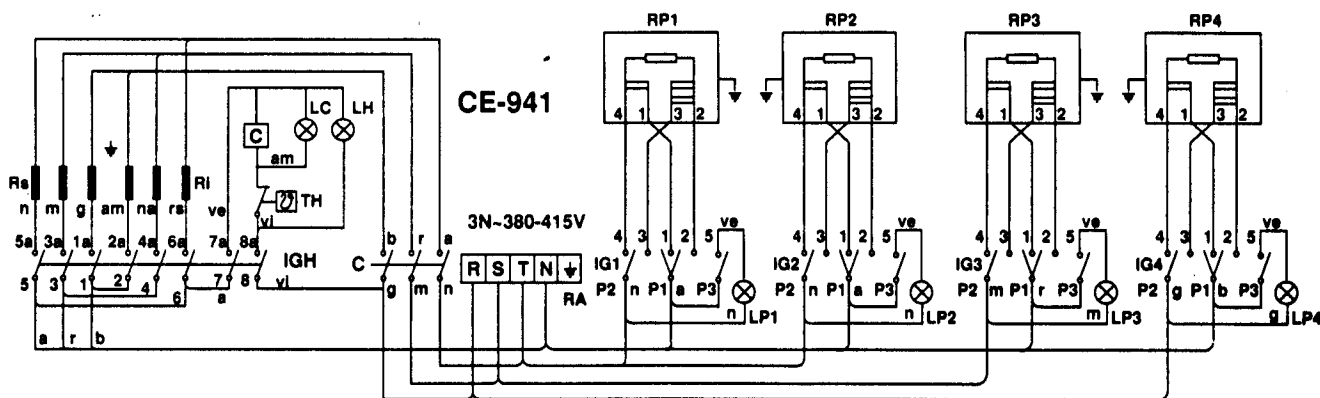 RP1 RP2 RP3 RP4
CE-941
LC LH
C
am
TH
vi
4 1 3 2 4 1 3 2 4 1 3 2 4 1 3 2
Rs Ri
n m g am na rs ve
5a 3a 1a 2a 4a 6a 7a 8a
IGH
b r a
C
3N~380-415V
R S T N
RA
5 3 1 2 4 6 7 8
a
vi
g m n
a r b
4 3 1 2 5 ve
IG1
P2 n P1 a P3
n LP1
4 3 1 2 5 ve
IG2
P2 n P1 a P3
n LP2
4 3 1 2 5 ve
IG3
P2 m P1 r P3
m LP3
4 3 1 2 5 ve
IG4
P2 g P1 b P3
g LP4